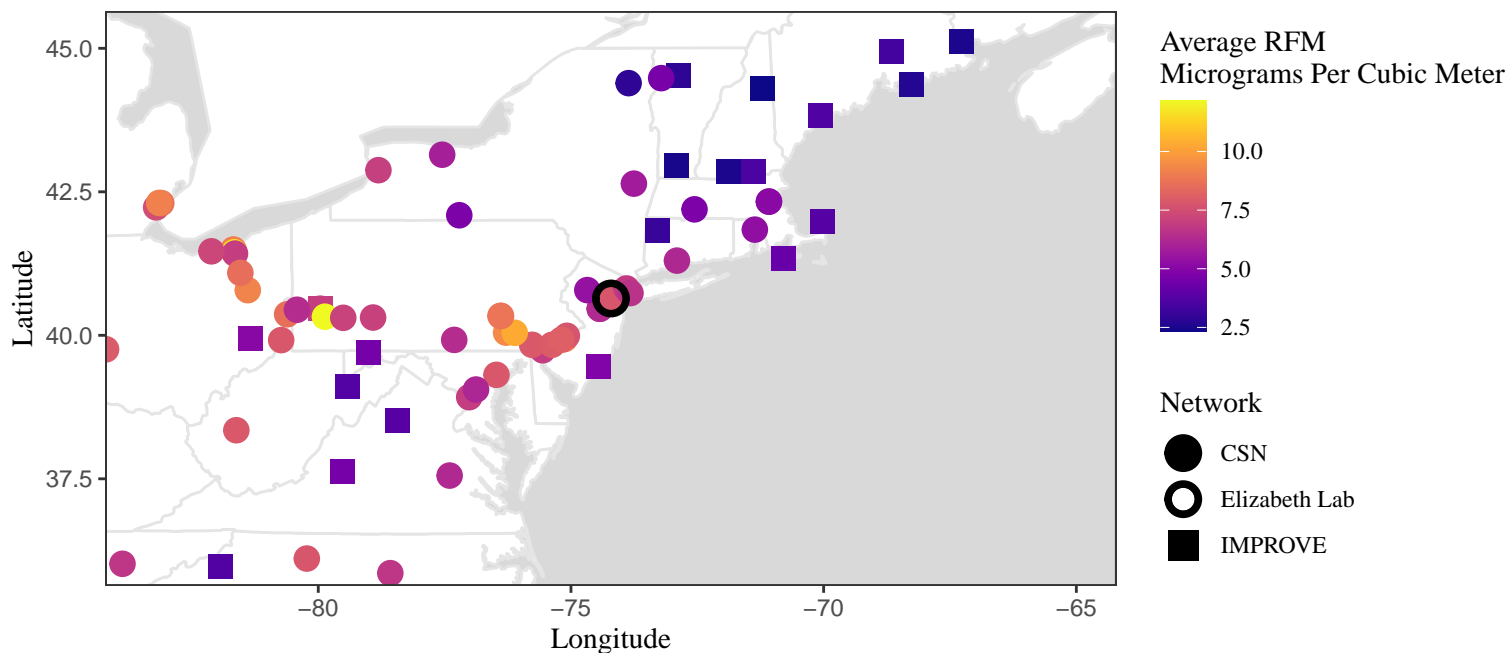 45.0
42.5
40.0
37.5
Latitude
−80
−75
−70
−65
Longitude
Average RFM
Micrograms Per Cubic Meter
10.0
7.5
5.0
2.5
Network
CSN
Elizabeth Lab
IMPROVE